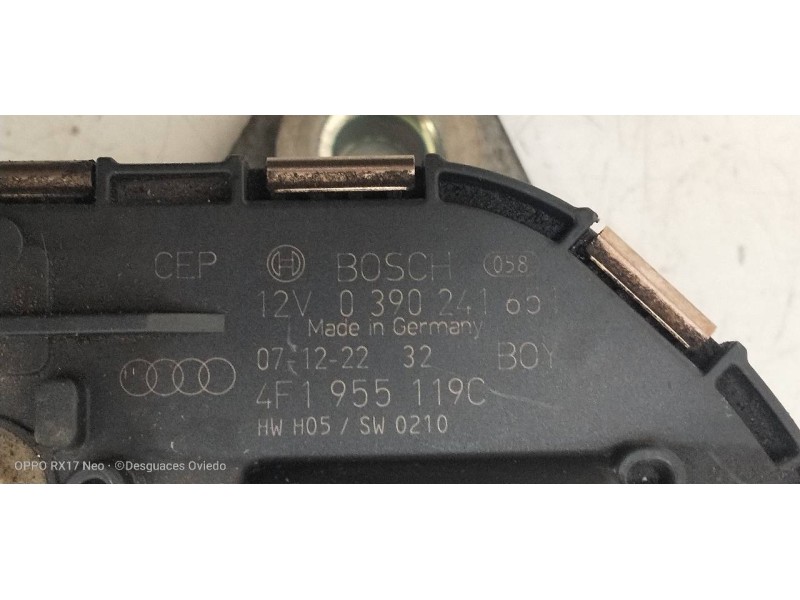 CEP BOSCH 058
12V 0 390 241
Made in Germany
07-12-22 32 BOY
4F1 955 119C
HW H05 / SW 0210
OPPO RX17 Neo · ©Desguaces Oviedo